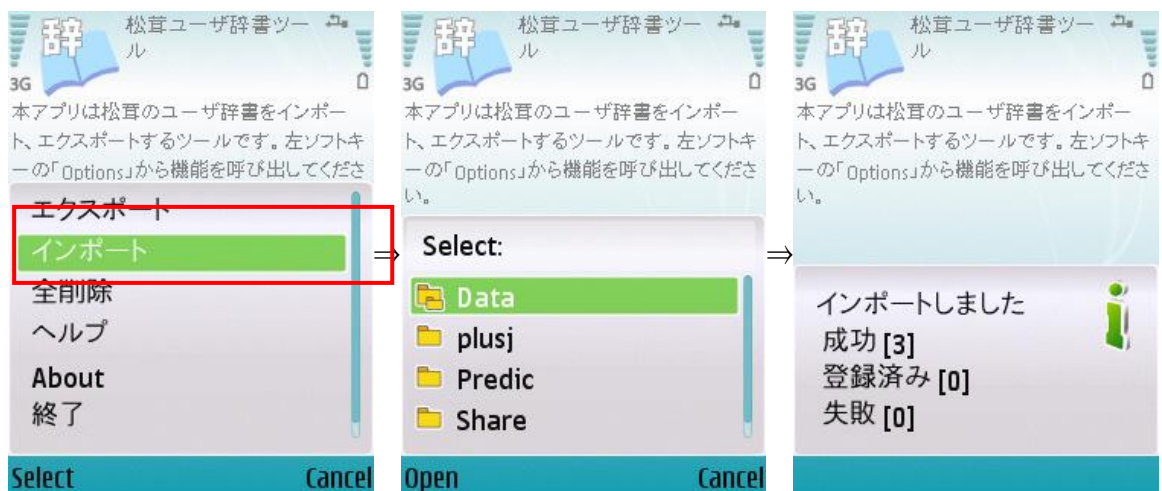 辞
松茸ユーザ辞書ツー
ル
3G
本アプリは松茸のユーザ辞書をインポー
ト、エクスポートするツールです。左ソフトキ
ーの「Options」から機能を呼び出してくださ
エクスポート
インポート
全削除
ヘルプ
About
終了
Select
Cancel
⇒
辞
松茸ユーザ辞書ツー
ル
3G
本アプリは松茸のユーザ辞書をインポー
ト、エクスポートするツールです。左ソフトキ
ーの「Options」から機能を呼び出してくださ
い。
Select:
Data
plusj
Predic
Share
Open
Cancel
⇒
辞
松茸ユーザ辞書ツー
ル
3G
本アプリは松茸のユーザ辞書をインポー
ト、エクスポートするツールです。左ソフトキ
ーの「Options」から機能を呼び出してくださ
い。
インポートしました
成功[3]
登録済み[0]
失敗[0]